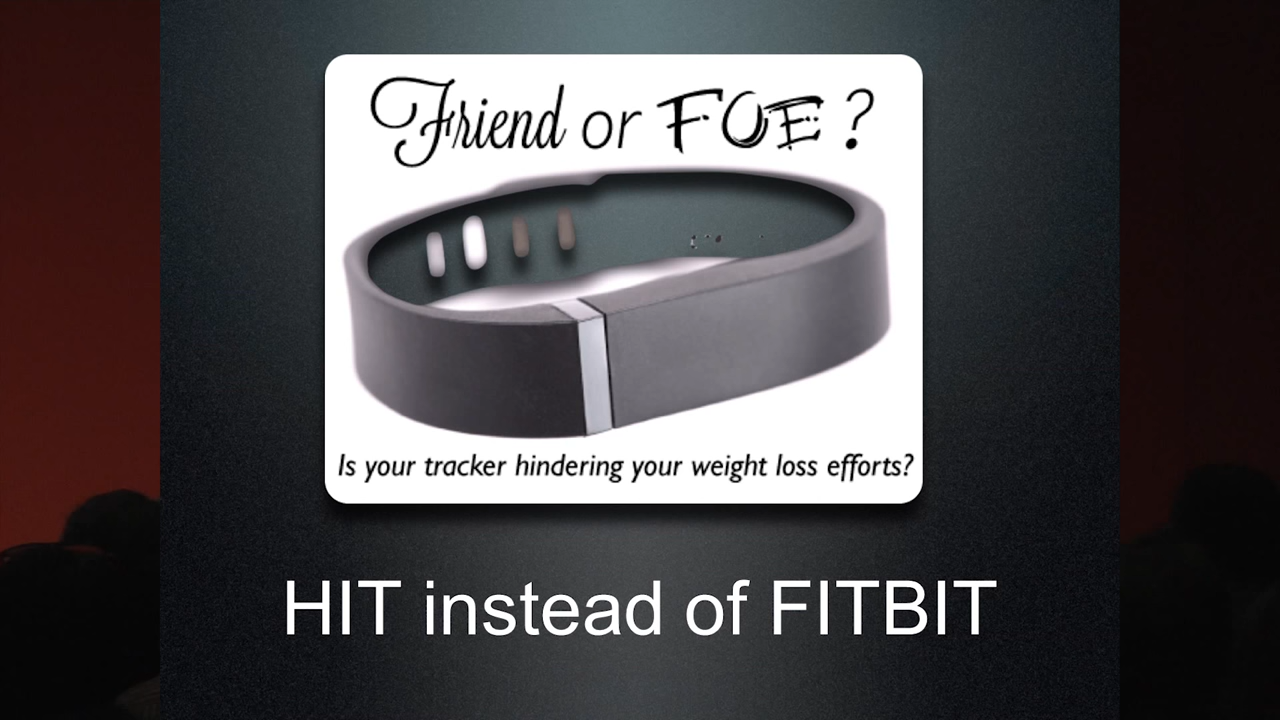 Friend or FOE?
Is your tracker hindering your weight loss efforts?
HIT instead of FITBIT